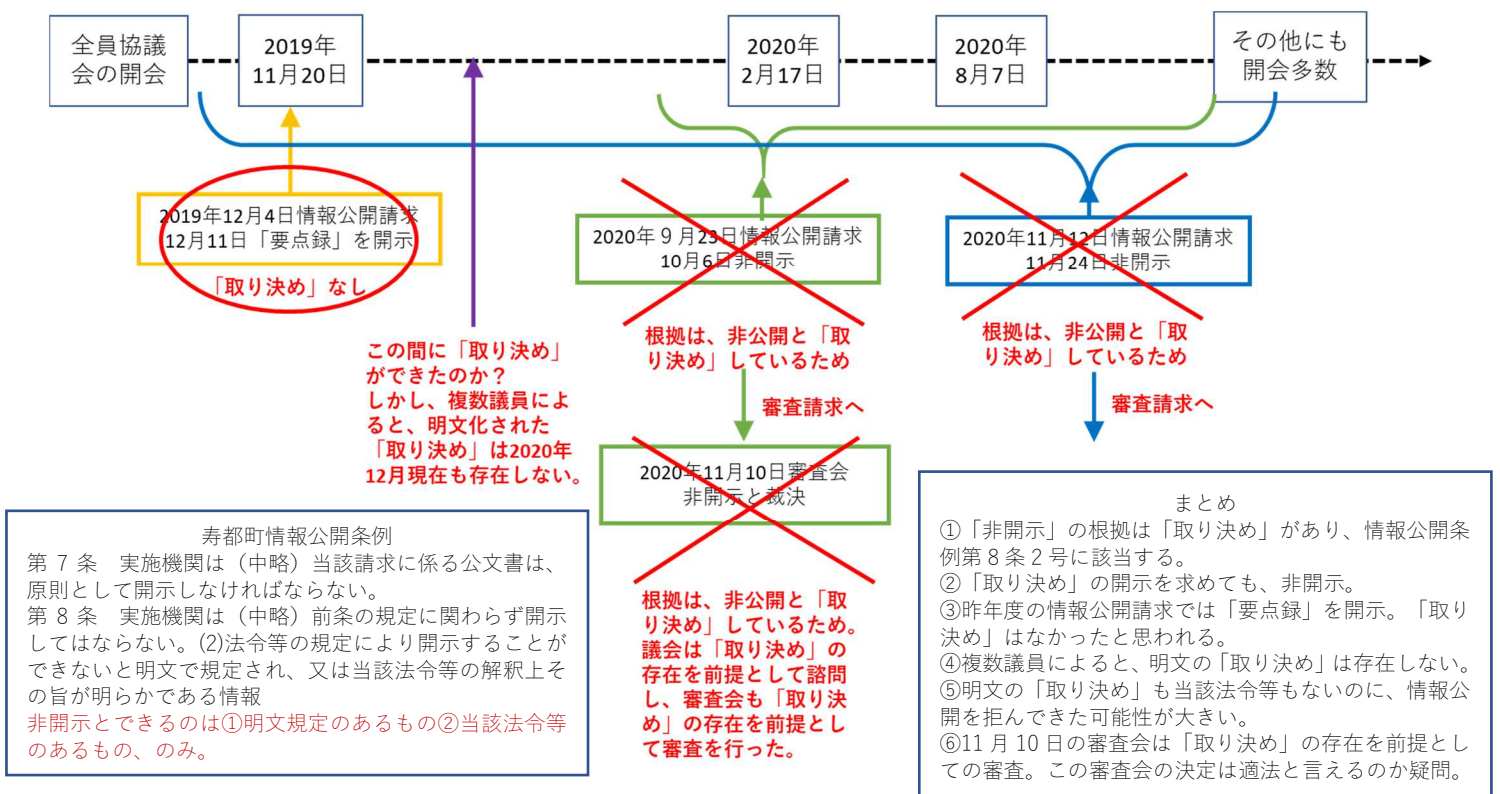 全員協議
会の開会
2019年
11月20日
2020年
2月17日
2020年
8月7日
その他にも
開会多数
2019年12月4日情報公開請求
12月11日「要点録」を開示
「取り決め」なし
この間に「取り決め」
ができたのか？
しかし、複数議員によ
ると、明文化された
「取り決め」は2020年
12月現在も存在しない。
2020年９月23日情報公開請求
10月6日非開示
根拠は、非公開と「取
り決め」しているため
審査請求へ
2020年11月10日審査会
非開示と裁決
根拠は、非公開と「取
り決め」しているため。
議会は「取り決め」の
存在を前提として諮問
し、審査会も「取り決
め」の存在を前提とし
て審査を行った。
2020年11月12日情報公開請求
11月24日非開示
根拠は、非公開と「取
り決め」しているため
審査請求へ
寿都町情報公開条例
第７条　実施機関は（中略）当該請求に係る公文書は、
原則として開示しなければならない。
第８条　実施機関は（中略）前条の規定に関わらず開示
してはならない。(2)法令等の規定により開示することが
できないと明文で規定され、又は当該法令等の解釈上そ
の旨が明らかである情報
非開示とできるのは①明文規定のあるもの②当該法令等
のあるもの、のみ。
まとめ
①「非開示」の根拠は「取り決め」があり、情報公開条
例第８条２号に該当する。
②「取り決め」の開示を求めても、非開示。
③昨年度の情報公開請求では「要点録」を開示。「取り
決め」はなかったと思われる。
④複数議員によると、明文の「取り決め」は存在しない。
⑤明文の「取り決め」も当該法令等もないのに、情報公
開を拒んできた可能性が大きい。
⑥11月10日の審査会は「取り決め」の存在を前提とし
ての審査。この審査会の決定は適法と言えるのか疑問。